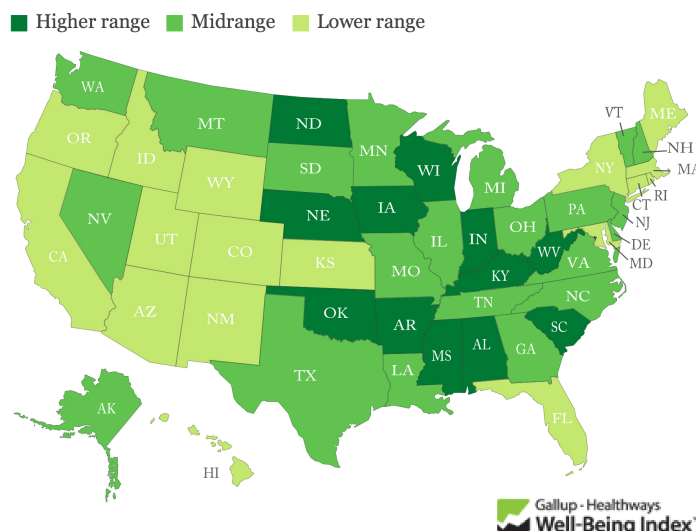 Higher range Midrange Lower range
WA
MT
ND
MN
VT
ME
OR
ID
SD
WI
NH
WY
MI
NY
MA
RI
CT
NV
NE
IA
PA
NJ
IL
IN
OH
DE
MD
CA
UT
CO
KS
MO
WV
VA
KY
NC
AZ
NM
OK
AR
TN
SC
MS
AL
GA
TX
LA
AK
FL
HI
Gallup - Healthways
Well-Being Index